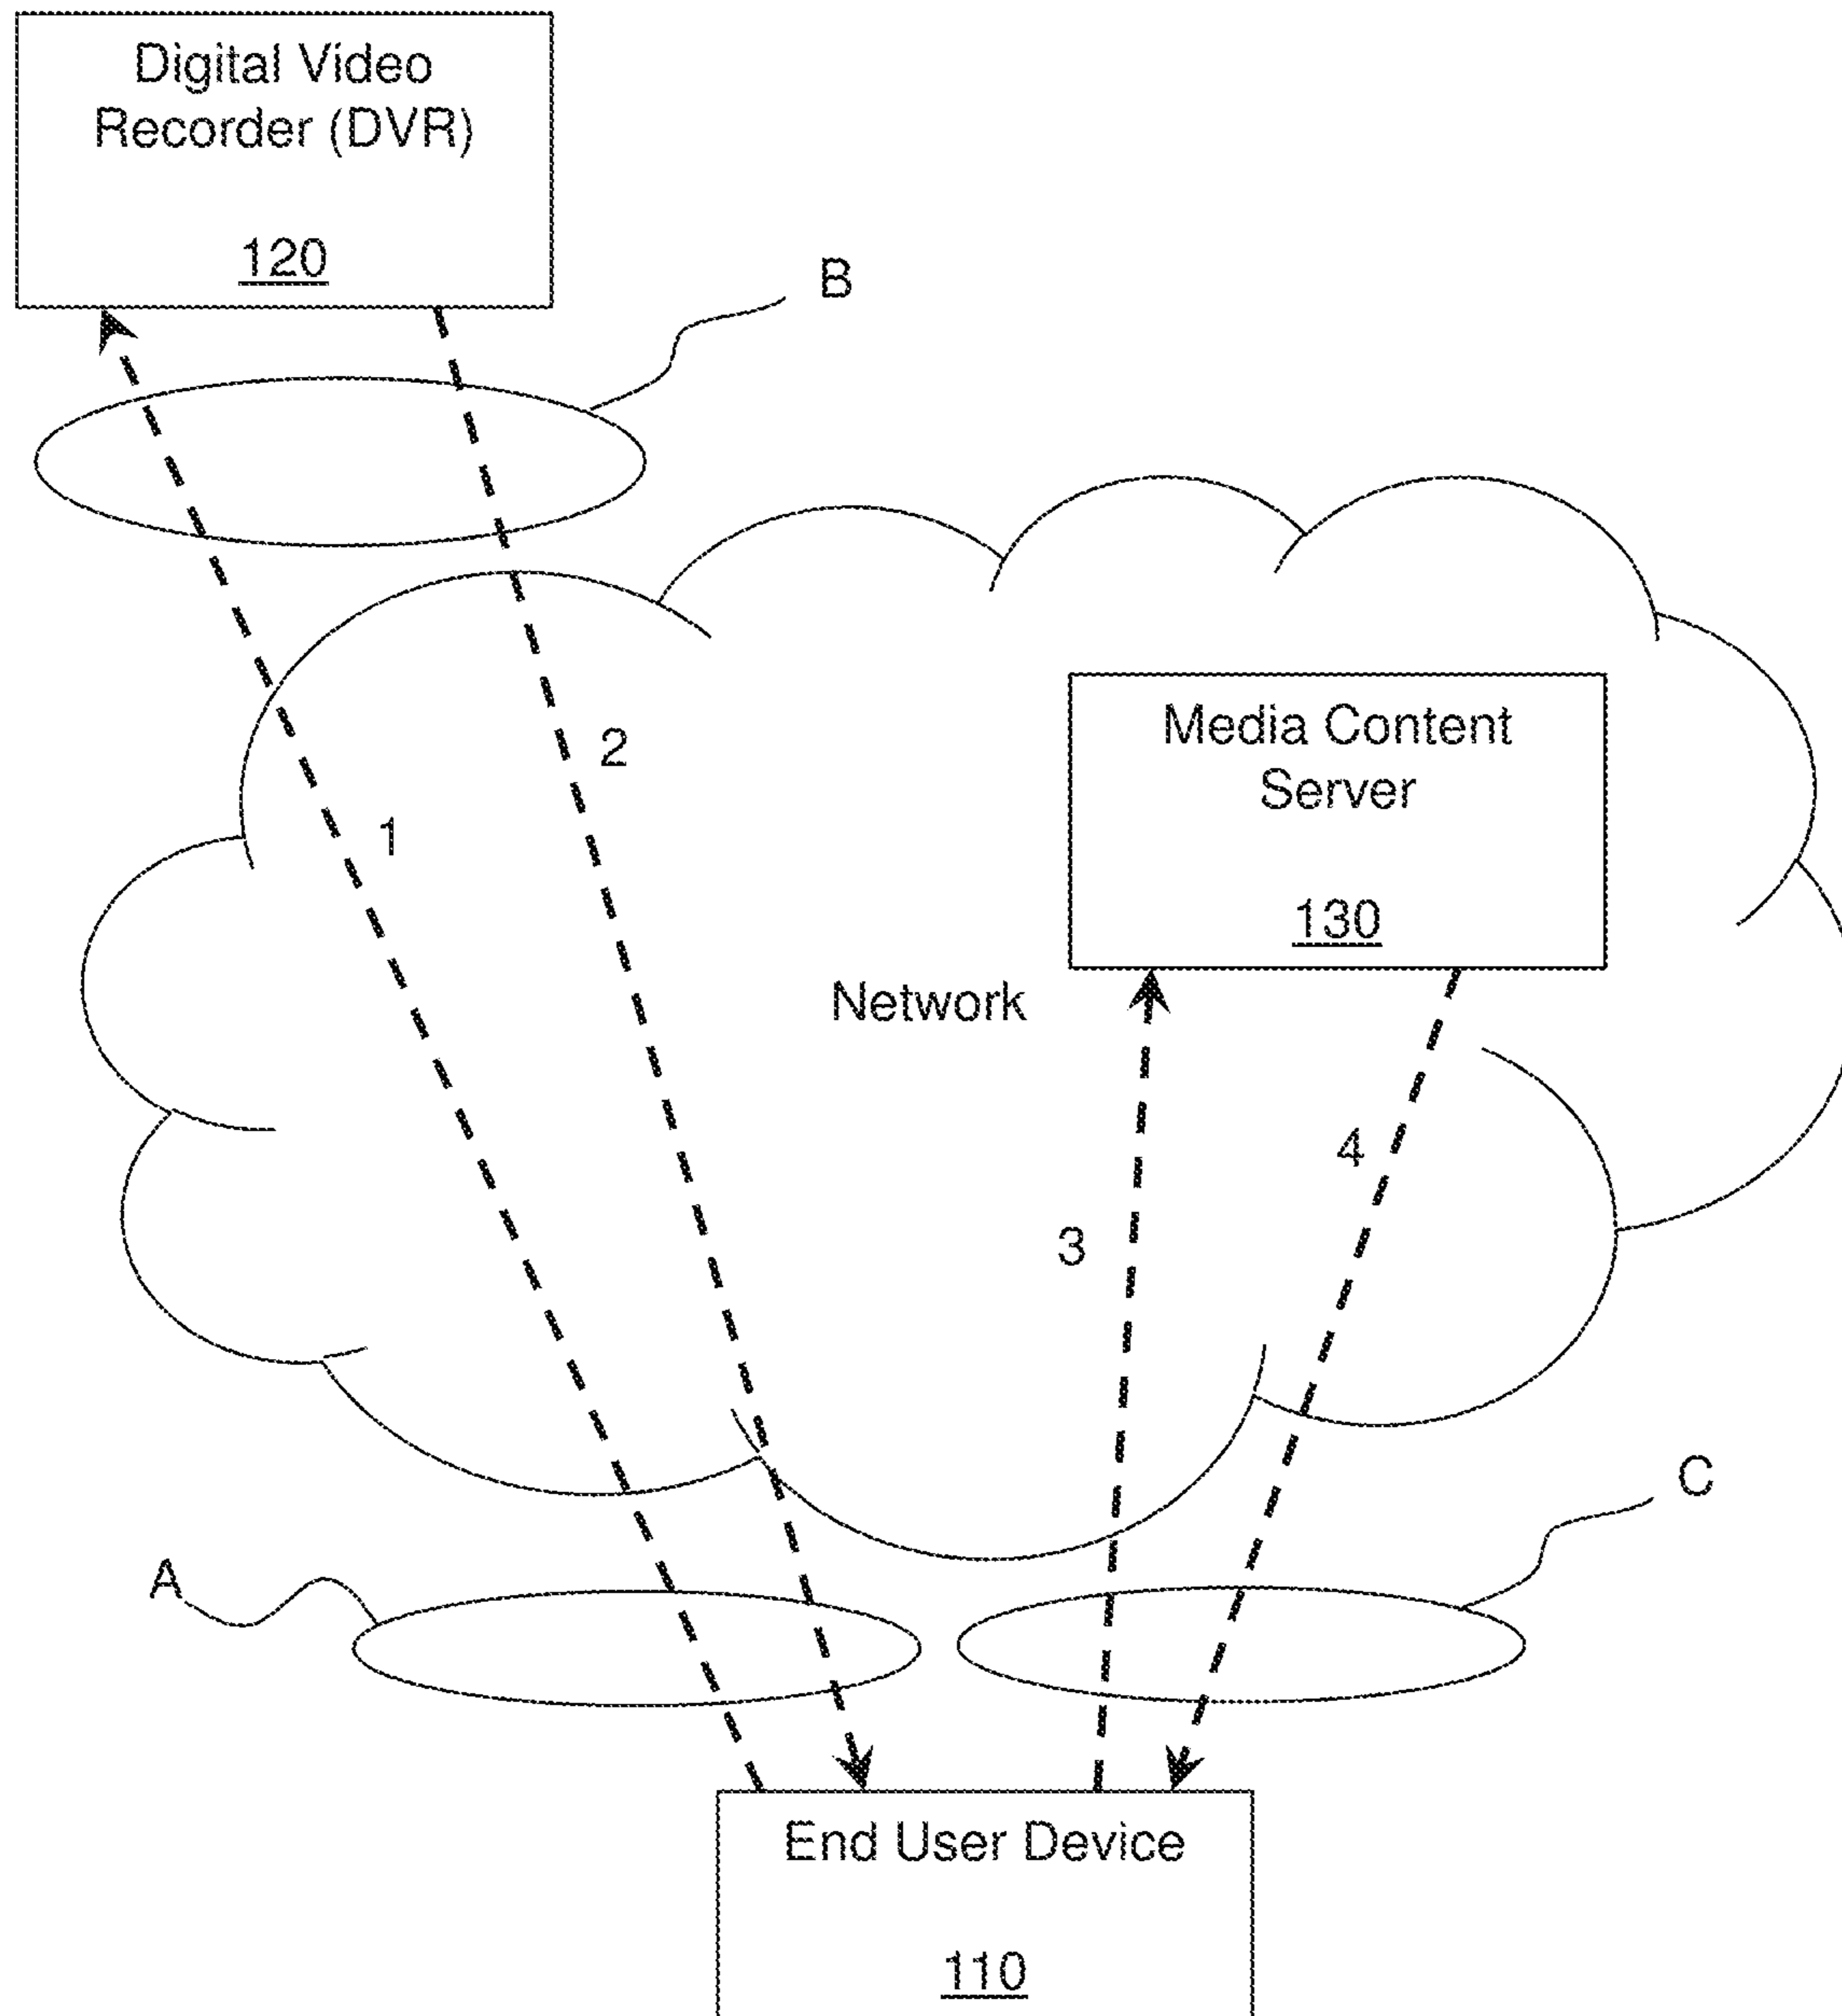 Digital Video
Recorder (DVR)
120
B
2
1
Media Content
Server
130
Network
4
3
C
A
End User Device
110